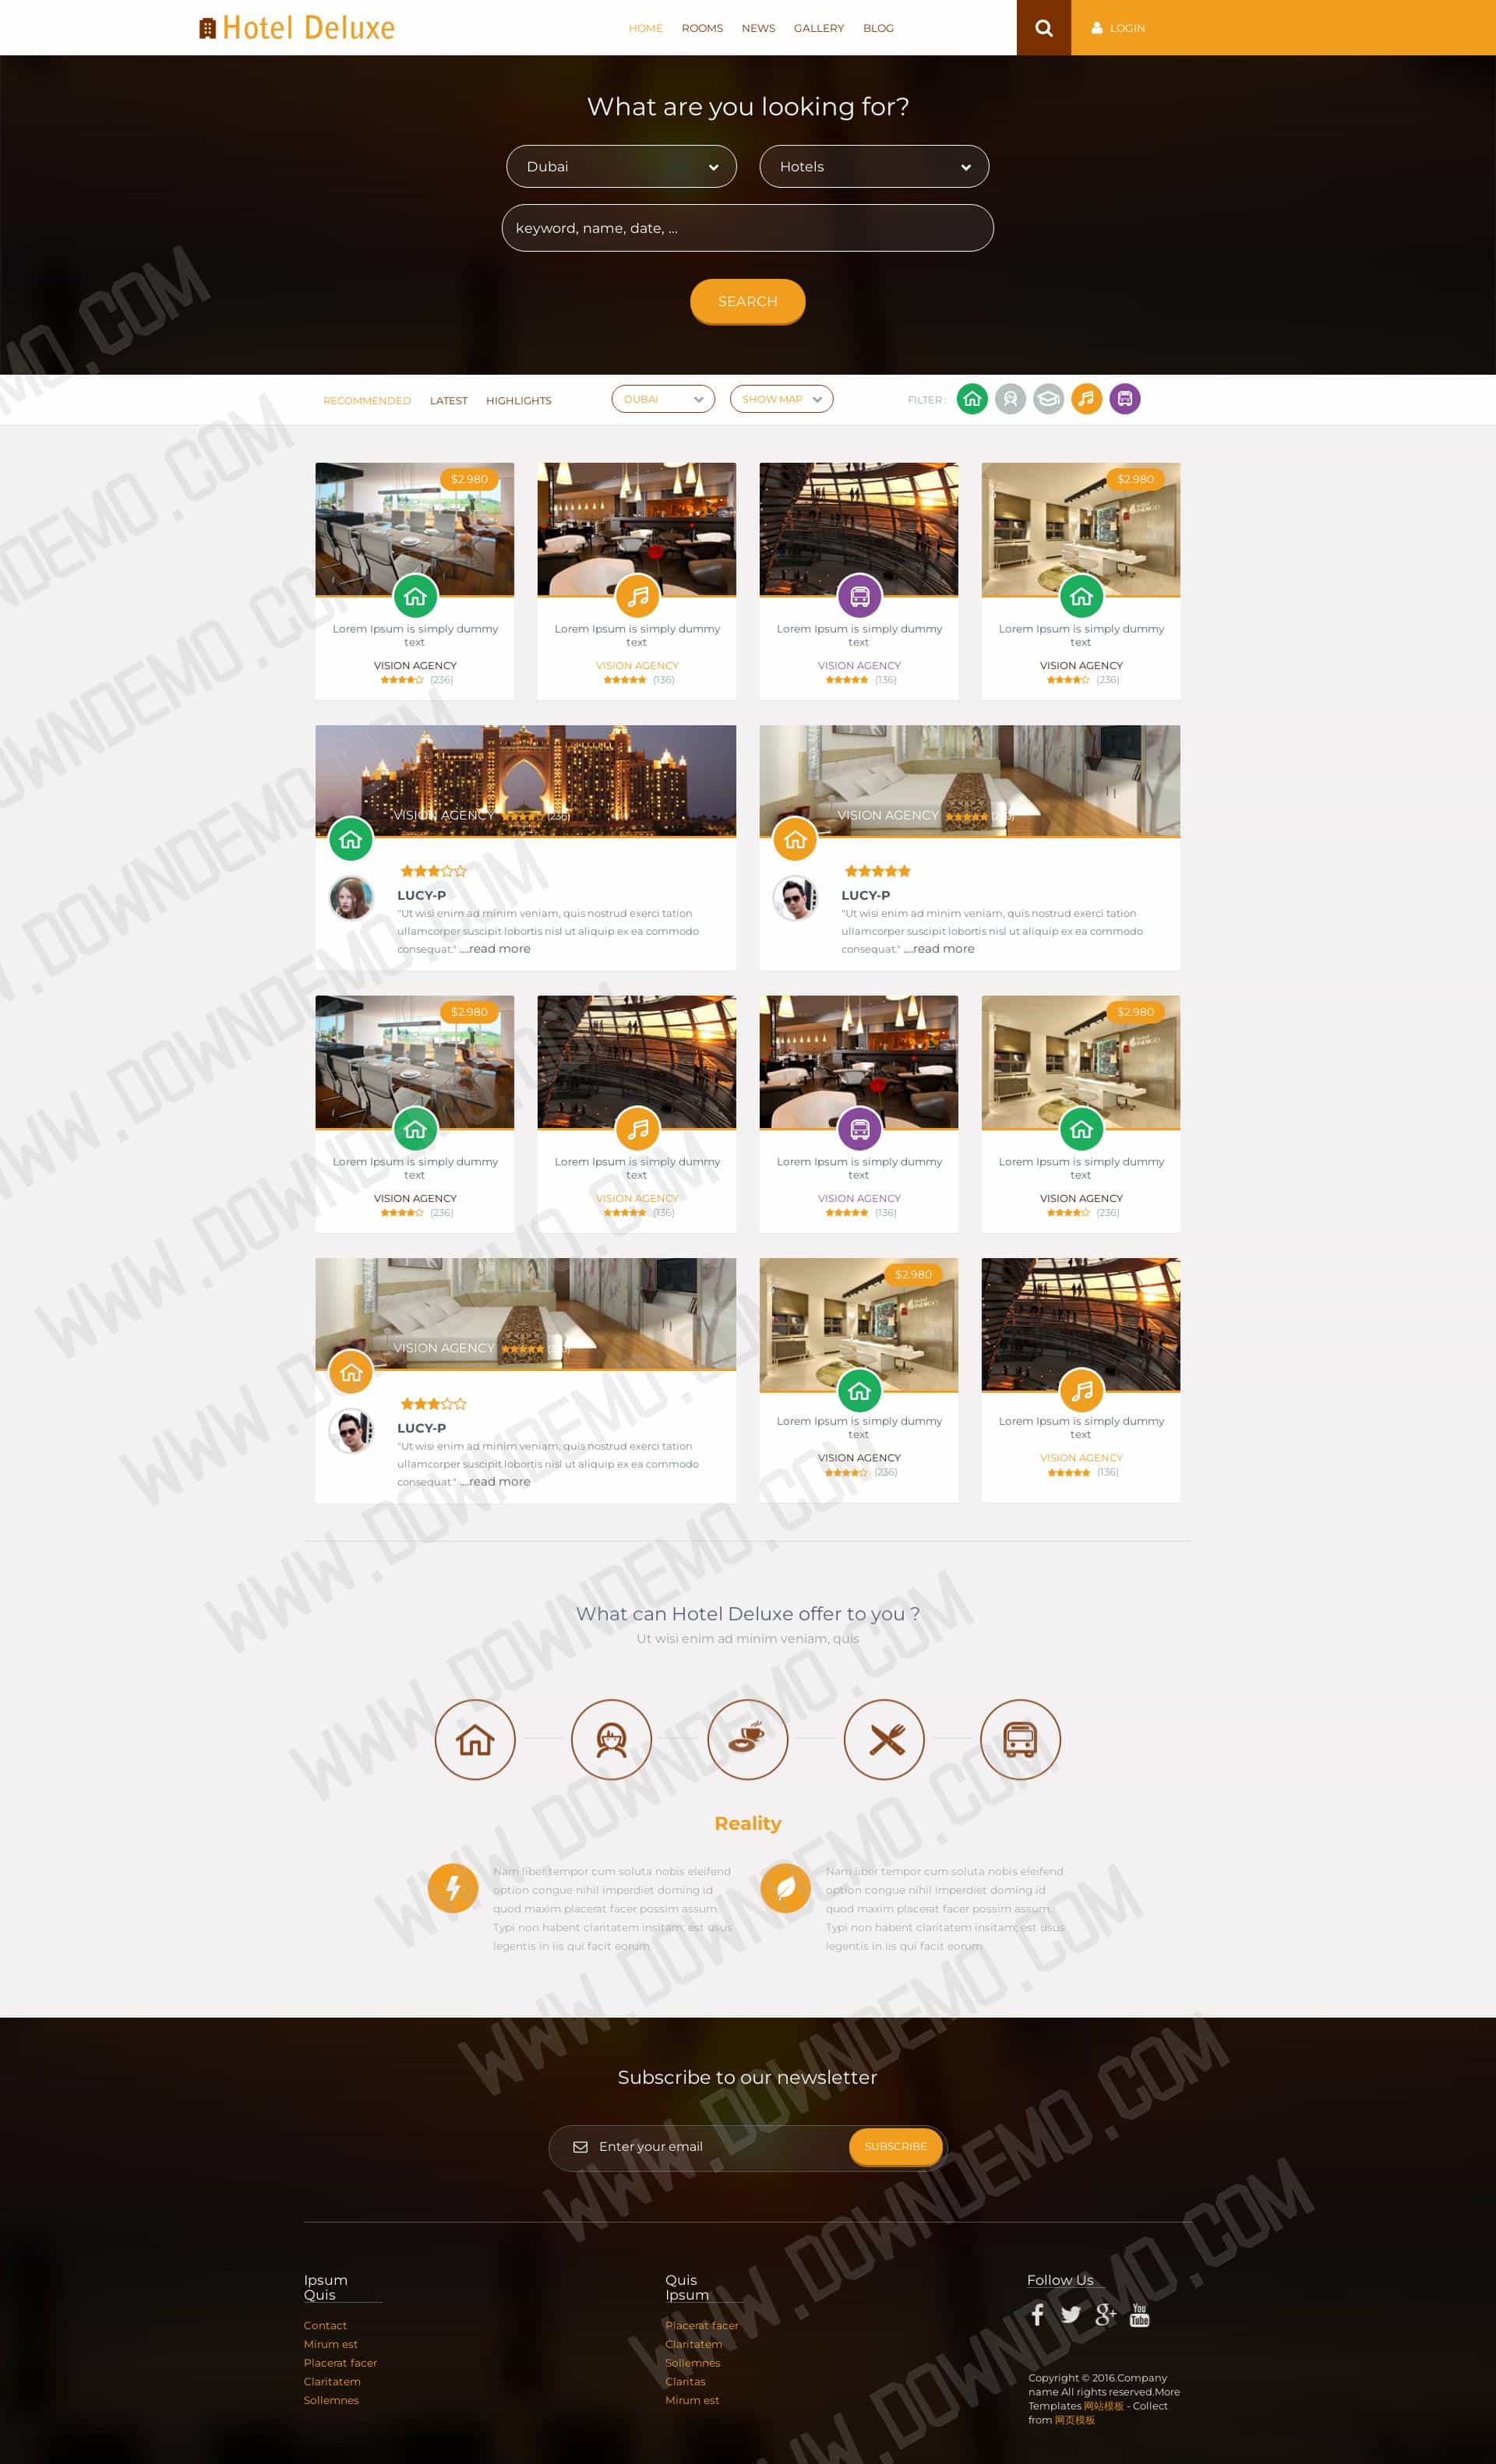 Hotel Deluxe
HOME ROOMS NEWS GALLERY BLOG
LOGIN
What are you looking for?
Dubai Hotels
keyword, name, date, ...
SEARCH
RECOMMENDED LATEST HIGHLIGHTS DUBAI SHOW MAP FILTER :
$2.980 $2.980
Lorem Ipsum is simply dummy
text
VISION AGENCY
(236)
Lorem Ipsum is simply dummy
text
VISION AGENCY
(136)
Lorem Ipsum is simply dummy
text
VISION AGENCY
(136)
Lorem Ipsum is simply dummy
text
VISION AGENCY
(236)
VISION AGENCY (236)
LUCY-P
"Ut wisi enim ad minim veniam, quis nostrud exerci tation
ullamcorper suscipit lobortis nisl ut aliquip ex ea commodo
consequat." ....read more
VISION AGENCY
LUCY-P
"Ut wisi enim ad minim veniam, quis nostrud exerci tation
ullamcorper suscipit lobortis nisl ut aliquip ex ea commodo
consequat." ....read more
$2.980 $2.980
Lorem Ipsum is simply dummy
text
VISION AGENCY
(236)
Lorem Ipsum is simply dummy
text
VISION AGENCY
(136)
Lorem Ipsum is simply dummy
text
VISION AGENCY
(136)
Lorem Ipsum is simply dummy
text
VISION AGENCY
(236)
VISION AGENCY
LUCY-P
"Ut wisi enim ad minim veniam, quis nostrud exerci tation
ullamcorper suscipit lobortis nisl ut aliquip ex ea commodo
consequat." ....read more
$2.980
Lorem Ipsum is simply dummy
text
VISION AGENCY
(236)
Lorem Ipsum is simply dummy
text
VISION AGENCY
(136)
What can Hotel Deluxe offer to you ?
Ut wisi enim ad minim veniam, quis
Reality
Nam liber tempor cum soluta nobis eleifend
option congue nihil imperdiet doming id
quod maxim placerat facer possim assum.
Typi non habent claritatem insitam; est usus
legentis in iis qui facit eorum
Nam liber tempor cum soluta nobis eleifend
option congue nihil imperdiet doming id
quod maxim placerat facer possim assum.
Typi non habent claritatem insitam; est usus
legentis in iis qui facit eorum
Subscribe to our newsletter
Enter your email SUBSCRIBE
Ipsum
Quis
Contact
Mirum est
Placerat facer
Claritatem
Sollemnes
Quis
Ipsum
Placerat facer
Claritatem
Sollemnes
Claritas
Mirum est
Follow Us
You
Tube
Copyright © 2016.Company
name All rights reserved.More
Templates 网站模板 - Collect
from 网页模板
WWW.DOWNDEMO.COM